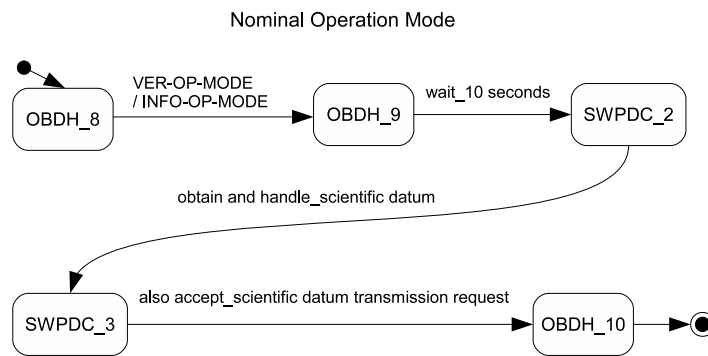 Nominal Operation Mode
VER-OP-MODE
/ INFO-OP-MODE
wait_10 seconds
OBDH_8
OBDH_9
SWPDC_2
obtain and handle_scientific datum
also accept_scientific datum transmission request
SWPDC_3
OBDH_10